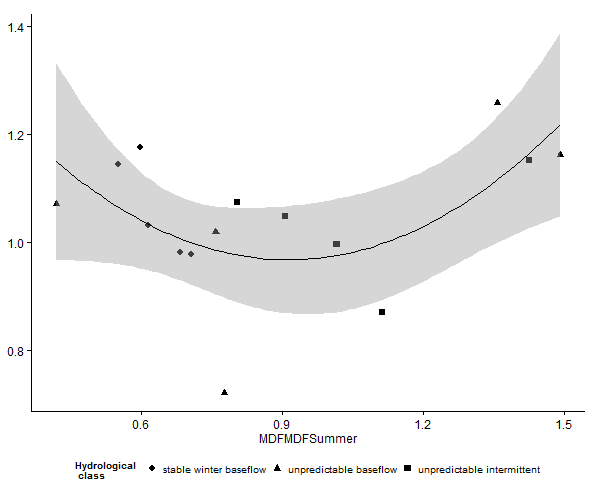 1.4
1.2
1.0
0.8
0.6 0.9 1.2 1.5
MDFMDFSummer
Hydrological
class
stable winter baseflow unpredictable baseflow unpredictable intermittent